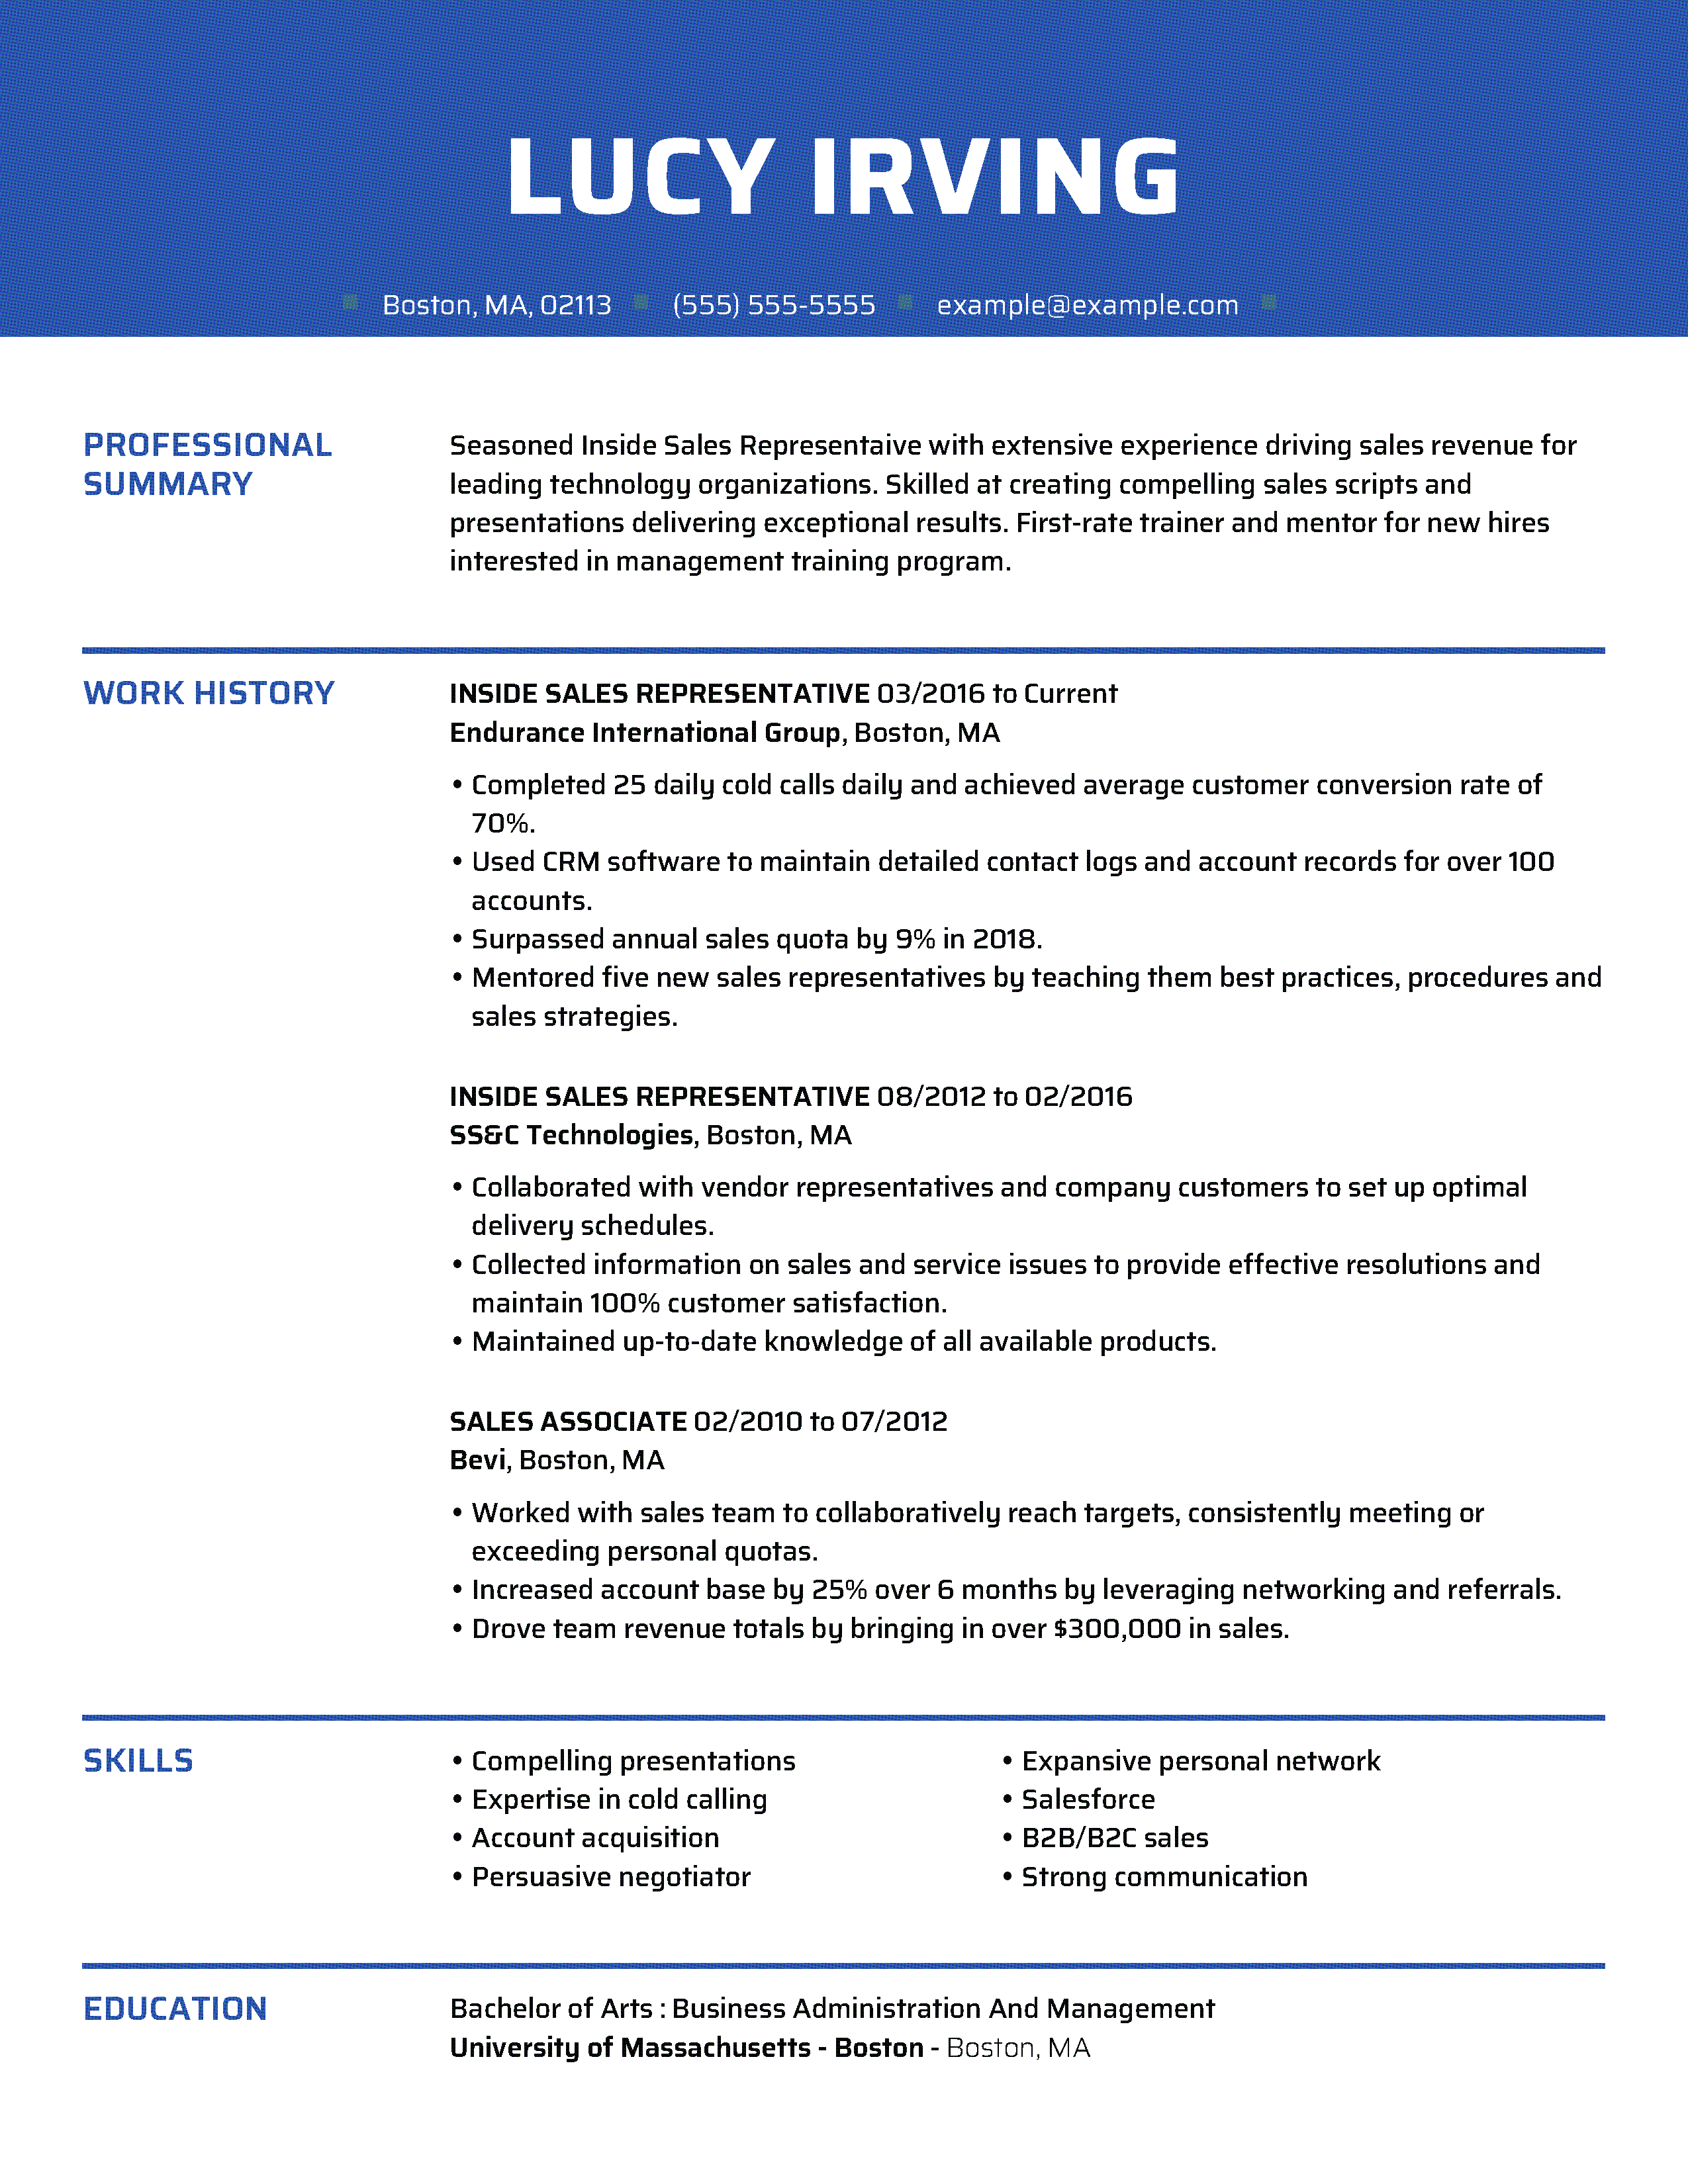 LUCY IRVING
Boston, MA, 02113 (555) 555-5555 example@example.com
PROFESSIONAL
SUMMARY
Seasoned Inside Sales Representaive with extensive experience driving sales revenue for
leading technology organizations. Skilled at creating compelling sales scripts and
presentations delivering exceptional results. First-rate trainer and mentor for new hires
interested in management training program.
WORK HISTORY
INSIDE SALES REPRESENTATIVE 03/2016 to Current
Endurance International Group, Boston, MA
• Completed 25 daily cold calls daily and achieved average customer conversion rate of
70%.
• Used CRM software to maintain detailed contact logs and account records for over 100
accounts.
• Surpassed annual sales quota by 9% in 2018.
• Mentored five new sales representatives by teaching them best practices, procedures and
sales strategies.
INSIDE SALES REPRESENTATIVE 08/2012 to 02/2016
SS&C Technologies, Boston, MA
• Collaborated with vendor representatives and company customers to set up optimal
delivery schedules.
• Collected information on sales and service issues to provide effective resolutions and
maintain 100% customer satisfaction.
• Maintained up-to-date knowledge of all available products.
SALES ASSOCIATE 02/2010 to 07/2012
Bevi, Boston, MA
• Worked with sales team to collaboratively reach targets, consistently meeting or
exceeding personal quotas.
• Increased account base by 25% over 6 months by leveraging networking and referrals.
• Drove team revenue totals by bringing in over $300,000 in sales.
SKILLS
• Compelling presentations
• Expertise in cold calling
• Account acquisition
• Persuasive negotiator
• Expansive personal network
• Salesforce
• B2B/B2C sales
• Strong communication
EDUCATION
Bachelor of Arts : Business Administration And Management
University of Massachusetts - Boston - Boston, MA